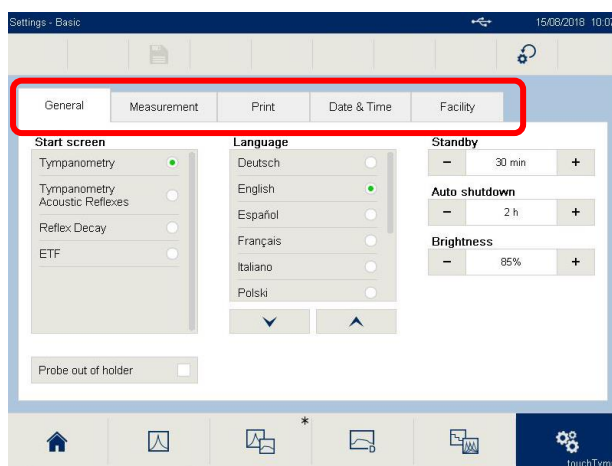 Settings - Basic
15/08/2018 10:07
General
Measurement
Print
Date & Time
Facility
Start screen
Tympanometry
Tympanometry
Acoustic Reflexes
Reflex Decay
ETF
Probe out of holder
Language
Deutsch
English
Español
Français
Italiano
Polski
Standby
− 30 min +
Auto shutdown
− 2 h +
Brightness
− 85% +
*
D
touchTym